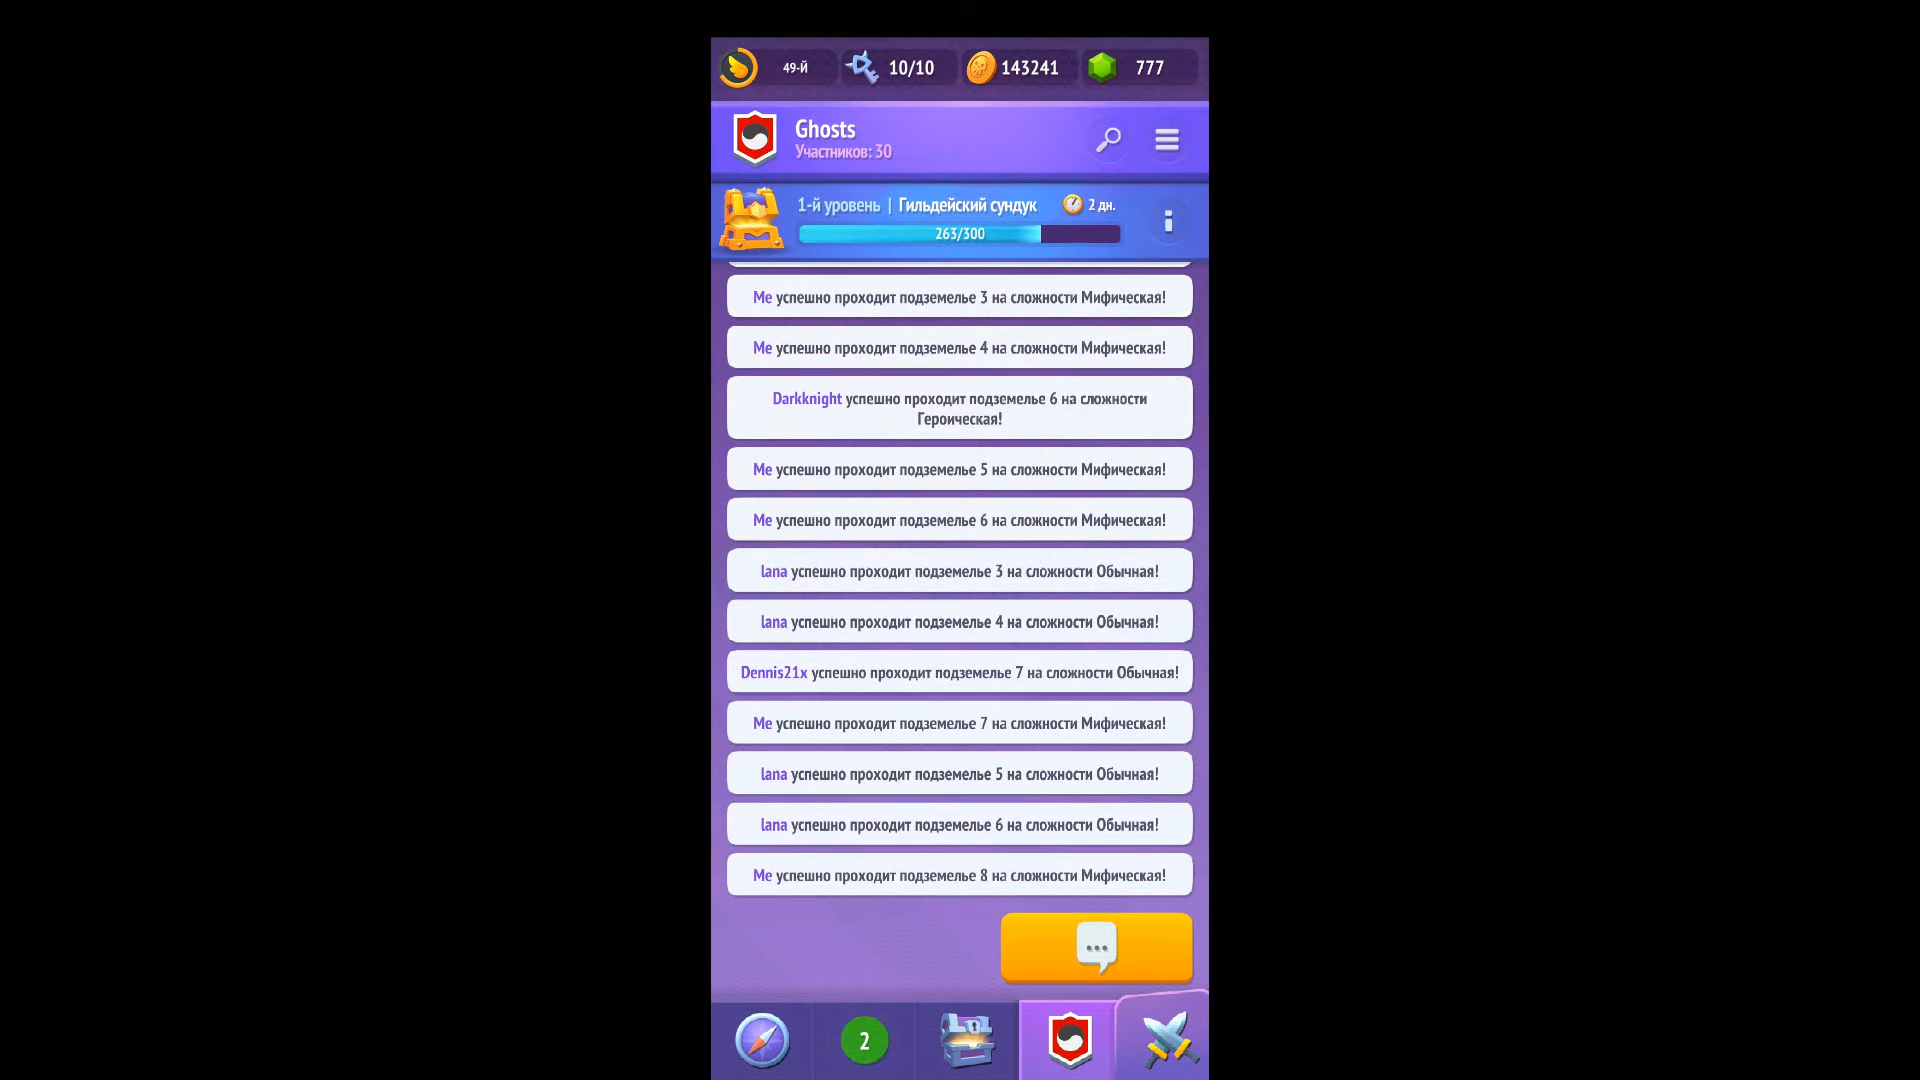 49-Й
10/10
143241
777
Ghosts
Участников: 30
1-й уровень | Гильдейский сундук
2 дн.
263/300
Me успешно проходит подземелье 3 на сложности Мифическая!
Me успешно проходит подземелье 4 на сложности Мифическая!
Darkknight успешно проходит подземелье 6 на сложности
Героическая!
Me успешно проходит подземелье 5 на сложности Мифическая!
Me успешно проходит подземелье 6 на сложности Мифическая!
lana успешно проходит подземелье 3 на сложности Обычная!
lana успешно проходит подземелье 4 на сложности Обычная!
Dennis21x успешно проходит подземелье 7 на сложности Обычная!
Me успешно проходит подземелье 7 на сложности Мифическая!
lana успешно проходит подземелье 5 на сложности Обычная!
lana успешно проходит подземелье 6 на сложности Обычная!
Me успешно проходит подземелье 8 на сложности Мифическая!
2